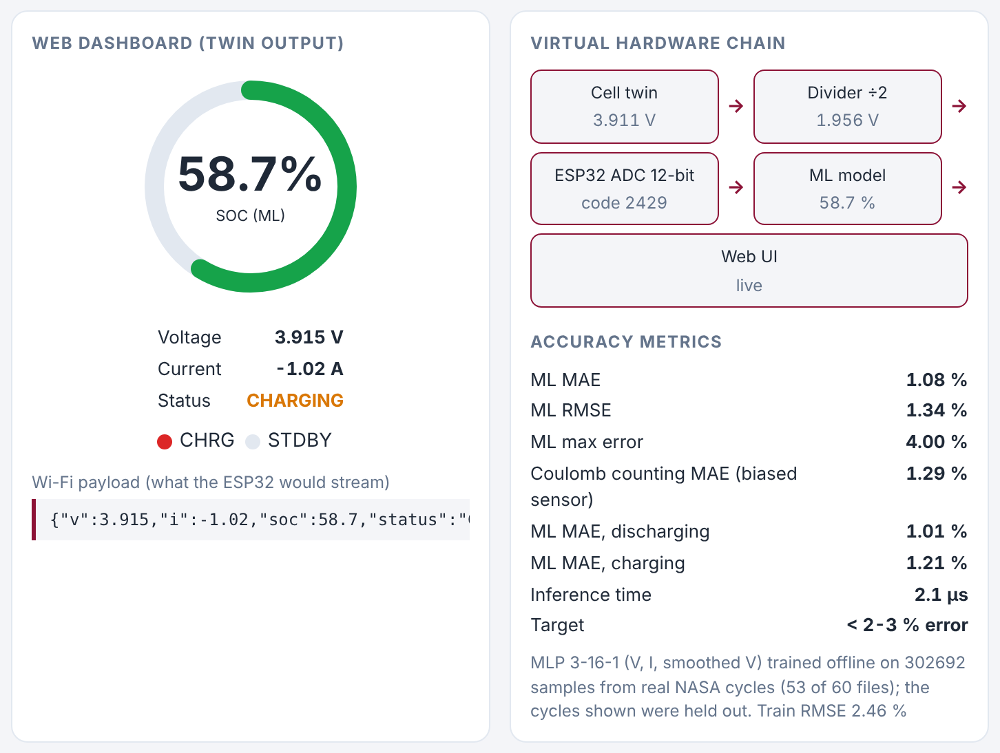 WEB DASHBOARD (TWIN OUTPUT)
58.7%
SOC (ML)
Voltage 3.915 V
Current -1.02 A
Status CHARGING
CHRG STDBY
Wi-Fi payload (what the ESP32 would stream)
{"v":3.915,"i":-1.02,"soc":58.7,"status":"
VIRTUAL HARDWARE CHAIN
Cell twin → Divider ÷2 →
3.911 V 1.956 V
ESP32 ADC 12-bit → ML model →
code 2429 58.7 %
Web UI
live
ACCURACY METRICS
ML MAE 1.08 %
ML RMSE 1.34 %
ML max error 4.00 %
Coulomb counting MAE (biased 1.29 %
sensor)
ML MAE, discharging 1.01 %
ML MAE, charging 1.21 %
Inference time 2.1 µs
Target < 2-3 % error
MLP 3-16-1 (V, I, smoothed V) trained offline on 302692
samples from real NASA cycles (53 of 60 files); the
cycles shown were held out. Train RMSE 2.46 %